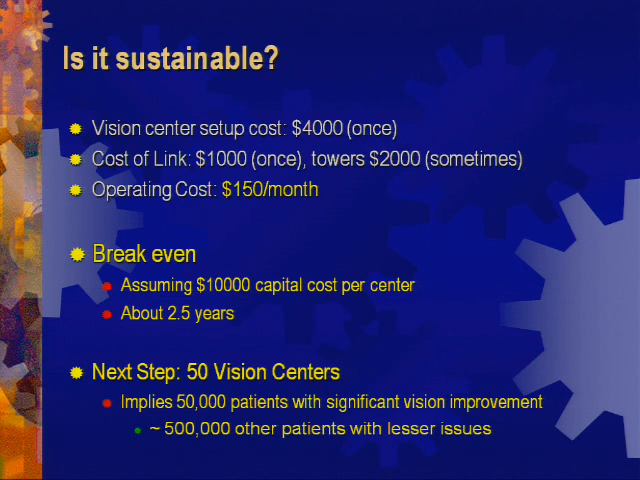 Is it sustainable?
Vision center setup cost: $4000 (once)
Cost of Link: $1000 (once), towers $2000 (sometimes)
Operating Cost: $150/month
Break even
Assuming $10000 capital cost per center
About 2.5 years
Next Step: 50 Vision Centers
Implies 50,000 patients with significant vision improvement
~ 500,000 other patients with lesser issues